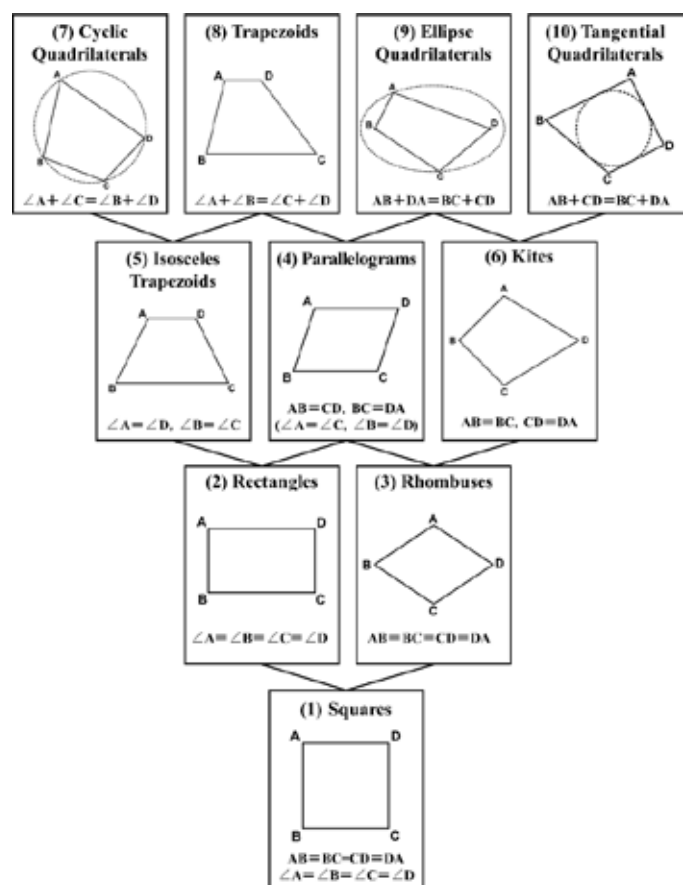 (7) Cyclic
Quadrilaterals
A
B
C
D
∠A+∠C=∠B+∠D
(8) Trapezoids
A D
B C
∠A+∠B=∠C+∠D
(9) Ellipse
Quadrilaterals
A
B
D
C
AB+DA=BC+CD
(10) Tangential
Quadrilaterals
A
B
D
C
AB+CD=BC+DA
(5) Isosceles
Trapezoids
A D
B C
∠A=∠D, ∠B=∠C
(4) Parallelograms
A D
B C
AB=CD, BC=DA
(∠A=∠C, ∠B=∠D)
(6) Kites
A
B D
C
AB=BC, CD=DA
(2) Rectangles
A D
B C
∠A=∠B=∠C=∠D
(3) Rhombuses
A
B D
C
AB=BC=CD=DA
(1) Squares
A D
B C
AB=BC=CD=DA
∠A=∠B=∠C=∠D